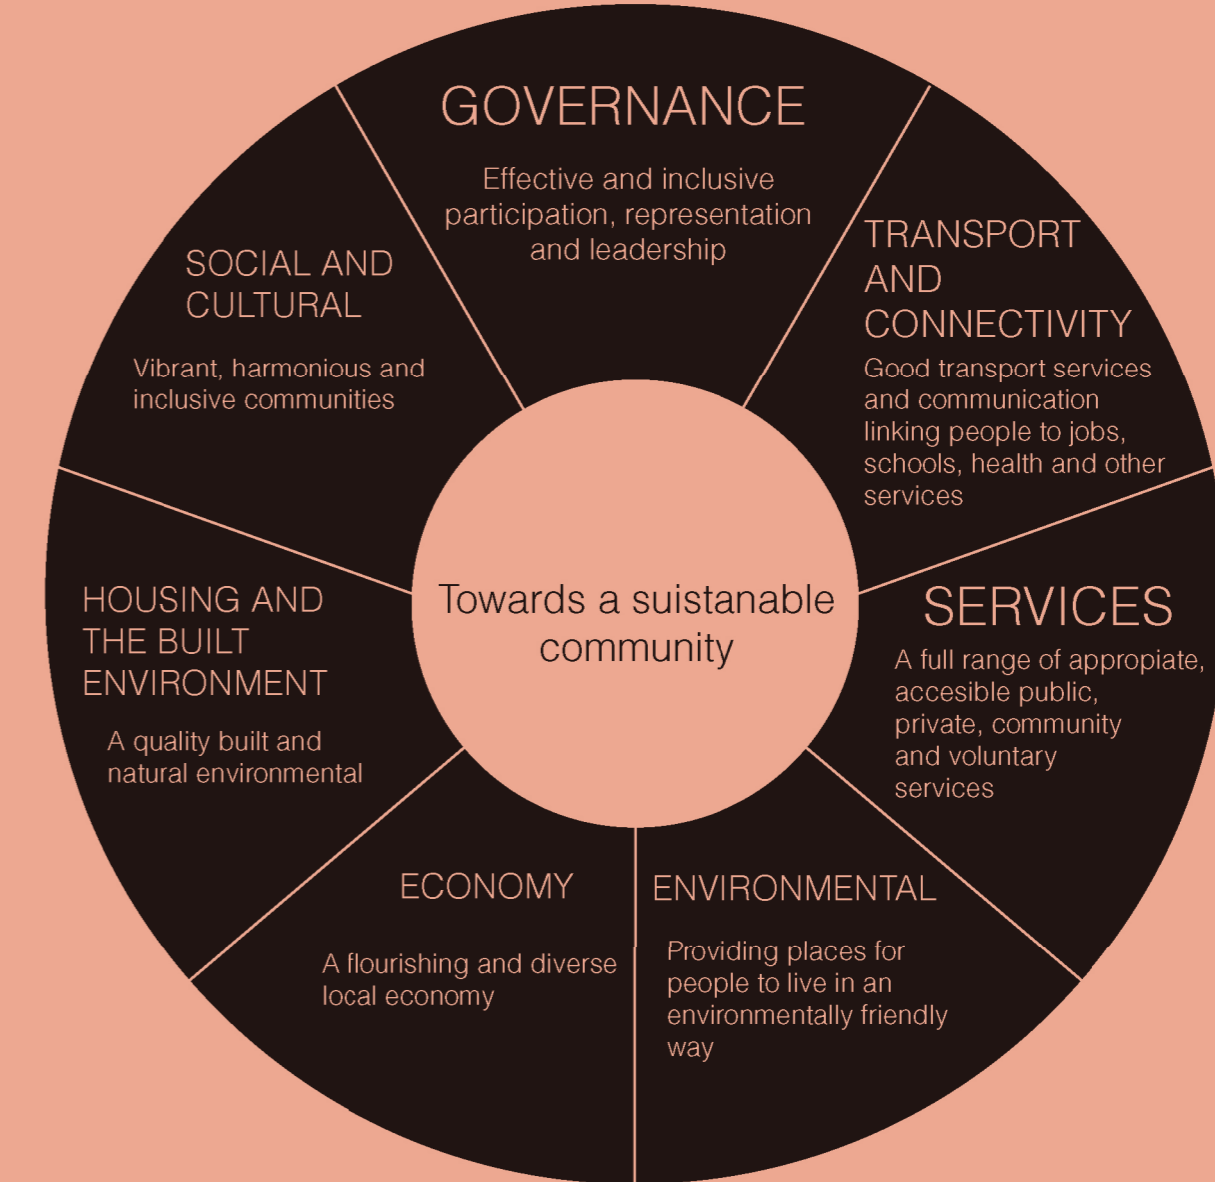 GOVERNANCE
Effective and inclusive
participation, representation
and leadership
TRANSPORT
AND
CONNECTIVITY
Good transport services
and communication
linking people to jobs,
schools, health and other
services
SERVICES
A full range of appropiate,
accesible public,
private, community
and voluntary
services
ENVIRONMENTAL
Providing places for
people to live in an
environmentally friendly
way
ECONOMY
A flourishing and diverse
local economy
HOUSING AND
THE BUILT
ENVIRONMENT
A quality built and
natural environmental
SOCIAL AND
CULTURAL
Vibrant, harmonious and
inclusive communities
Towards a suistanable
community